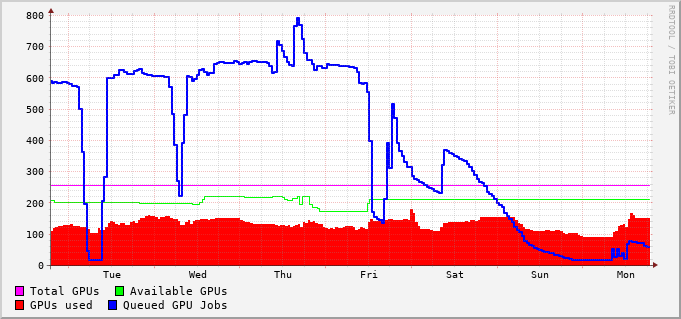 800
700
600
500
400
300
200
100
0
Tue Wed Thu Fri Sat Sun Mon
Total GPUs Available GPUs
GPUs used Queued GPU Jobs
RRDTOOL / TOBI OETIKER